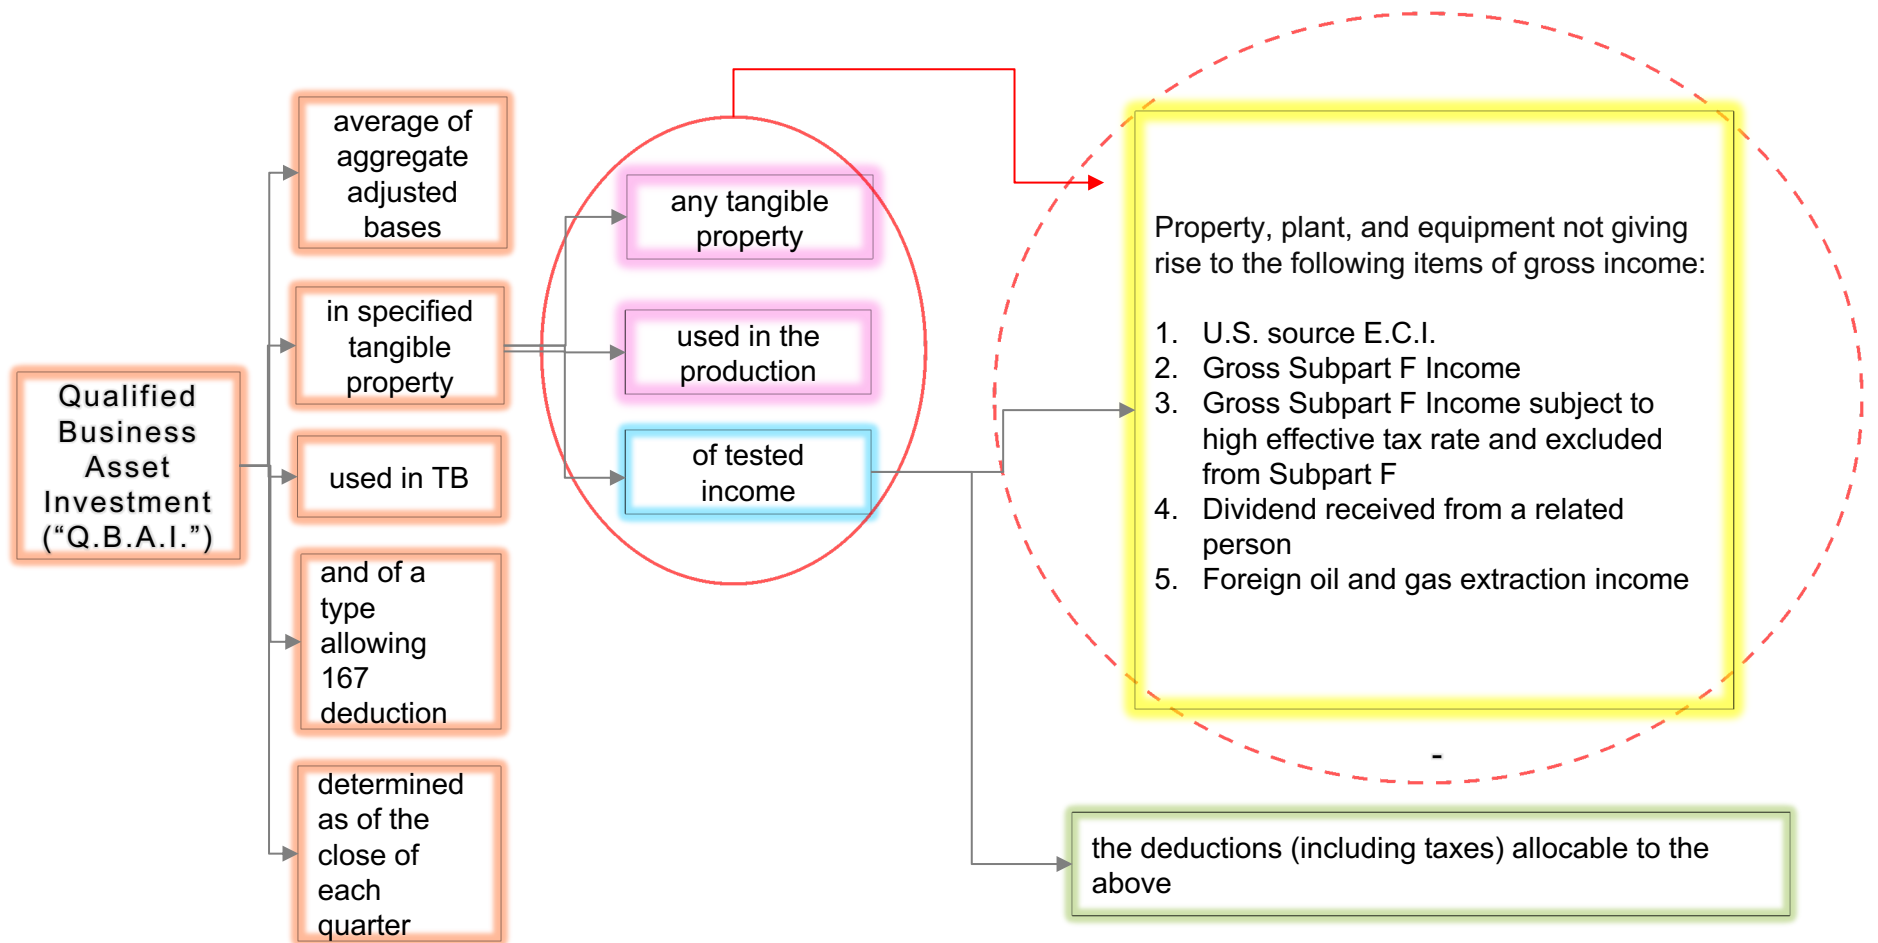 Qualified
Business
Asset
Investment
(“Q.B.A.I.”)
average of
aggregate
adjusted
bases
in specified
tangible
property
used in TB
and of a
type
allowing
167
deduction
determined
as of the
close of
each
quarter
any tangible
property
used in the
production
of tested
income
Property, plant, and equipment not giving
rise to the following items of gross income:
1. U.S. source E.C.I.
2. Gross Subpart F Income
3. Gross Subpart F Income subject to
high effective tax rate and excluded
from Subpart F
4. Dividend received from a related
person
5. Foreign oil and gas extraction income
-
the deductions (including taxes) allocable to the
above